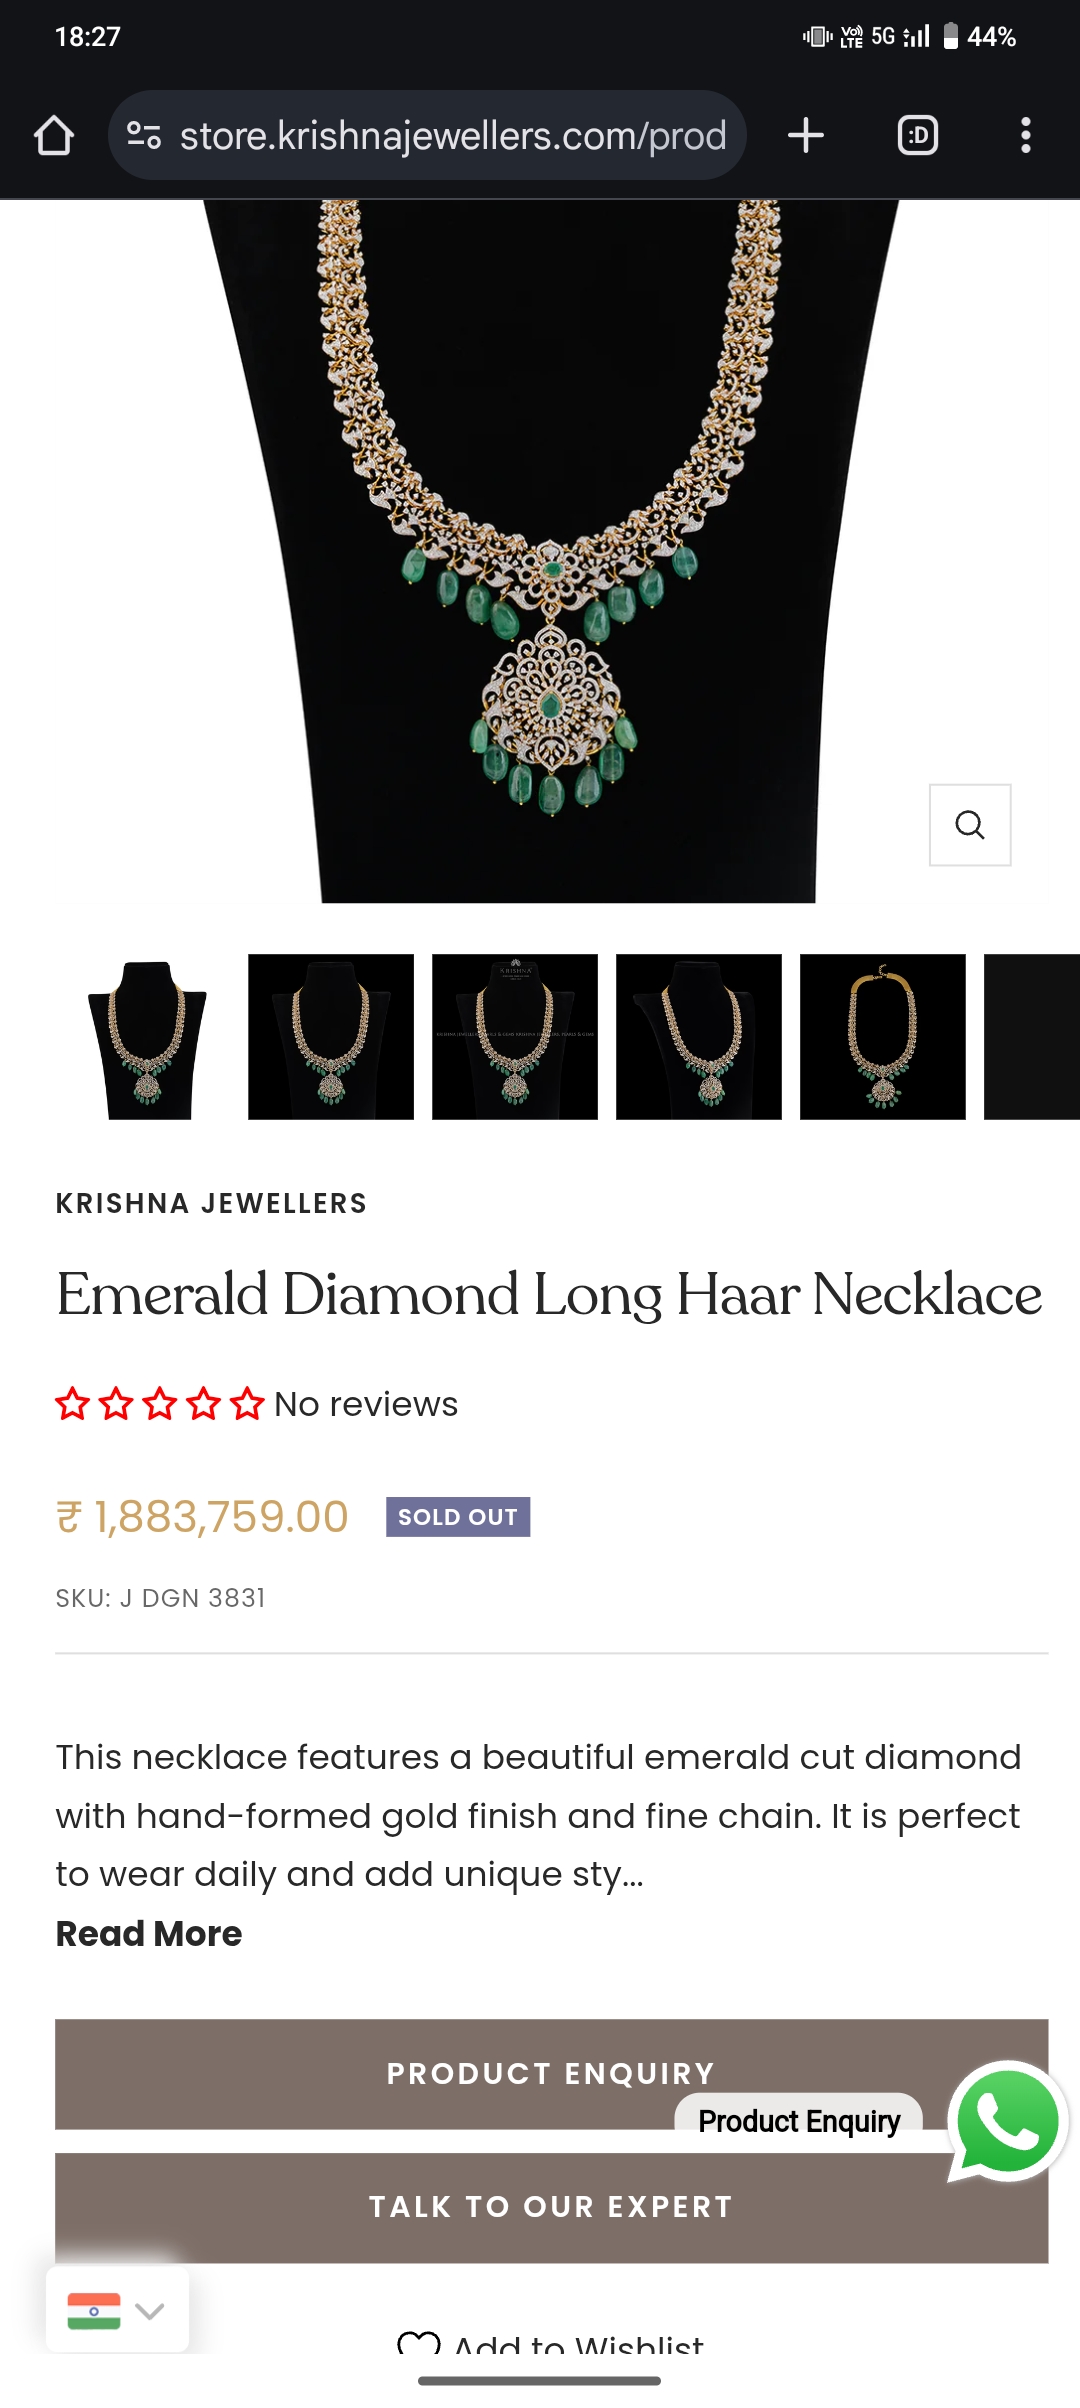 18:27
Vo) LTE 5G 44%
store.krishnajewellers.com/prod
:D
KRISHNA
KRISHNA JEWELLERS
Emerald Diamond Long Haar Necklace
No reviews
₹ 1,883,759.00 SOLD OUT
SKU: J DGN 3831
This necklace features a beautiful emerald cut diamond
with hand-formed gold finish and fine chain. It is perfect
to wear daily and add unique sty...
Read More
PRODUCT ENQUIRY
Product Enquiry
TALK TO OUR EXPERT
Add to Wishlist